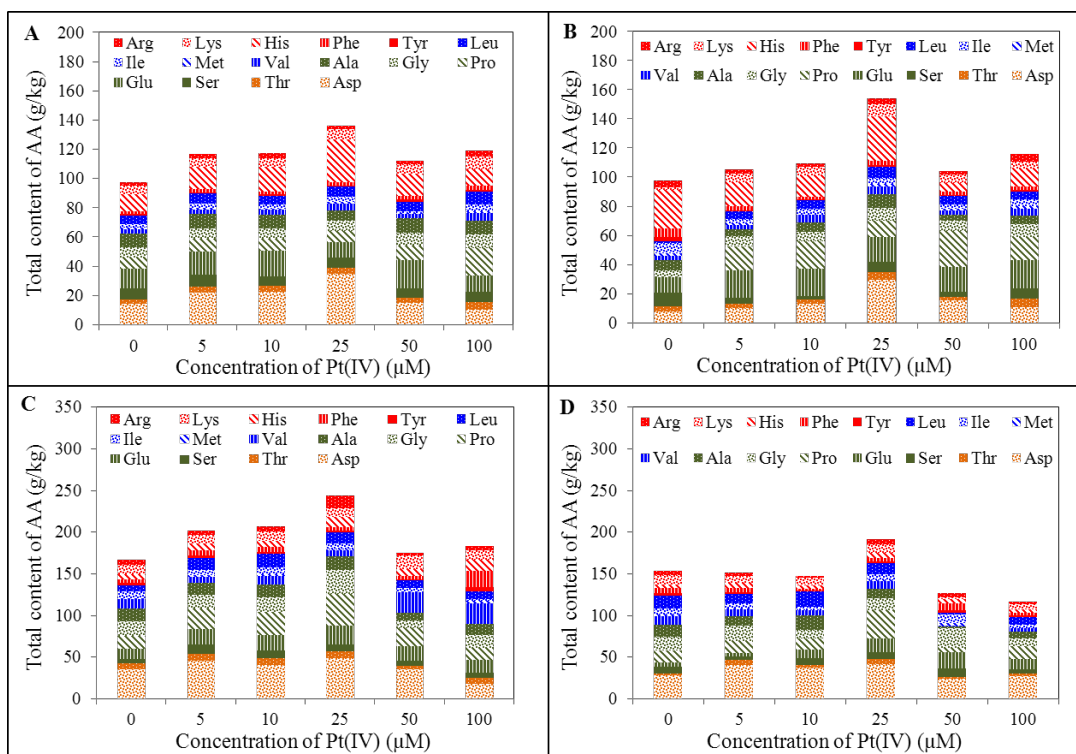 A
Arg Lys His Phe Tyr Leu
Ile Met Val Ala Gly Pro
Glu Ser Thr Asp
Total content of AA (g/kg)
200
180
160
140
120
100
80
60
40
20
0
0 5 10 25 50 100
Concentration of Pt(IV) (µM)
B
Arg Lys His Phe Tyr Leu Ile Met
Val Ala Gly Pro Glu Ser Thr Asp
Total content of AA (g/kg)
200
180
160
140
120
100
80
60
40
20
0
0 5 10 25 50 100
Concentration of Pt(IV) (µM)
C
Arg Lys His Phe Tyr Leu
Ile Met Val Ala Gly Pro
Glu Ser Thr Asp
Total content of AA (g/kg)
350
300
250
200
150
100
50
0
0 5 10 25 50 100
Concentration of Pt(IV) (µM)
D
Arg Lys His Phe Tyr Leu Ile Met
Val Ala Gly Pro Glu Ser Thr Asp
Total content of AA (g/kg)
350
300
250
200
150
100
50
0
0 5 10 25 50 100
Concentration of Pt(IV) (µM)